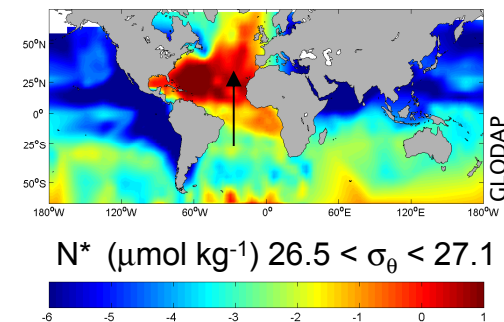 50°N
25°N
0°
25°S
50°S
180°W 120°W 60°W 0° 60°E 120°E 180°E
GLODAP
N* (μmol kg⁻¹) 26.5 < σθ < 27.1
-6 -5 -4 -3 -2 -1 0 1